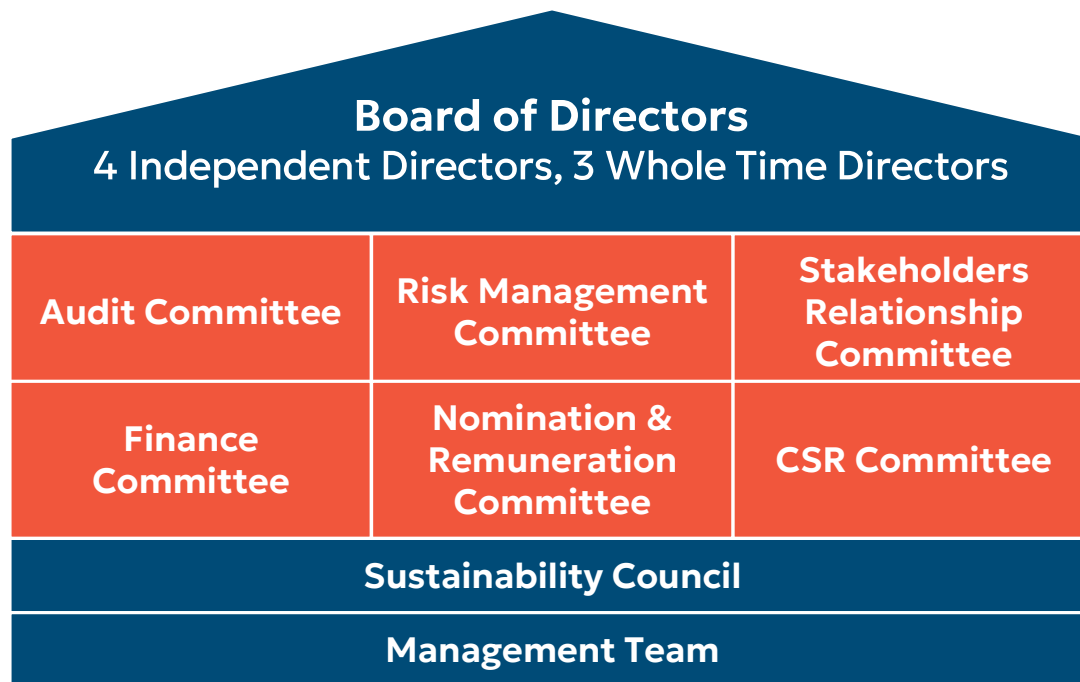 Board of Directors
4 Independent Directors, 3 Whole Time Directors
Audit Committee
Risk Management
Committee
Stakeholders
Relationship
Committee
Finance
Committee
Nomination &
Remuneration
Committee
CSR Committee
Sustainability Council
Management Team